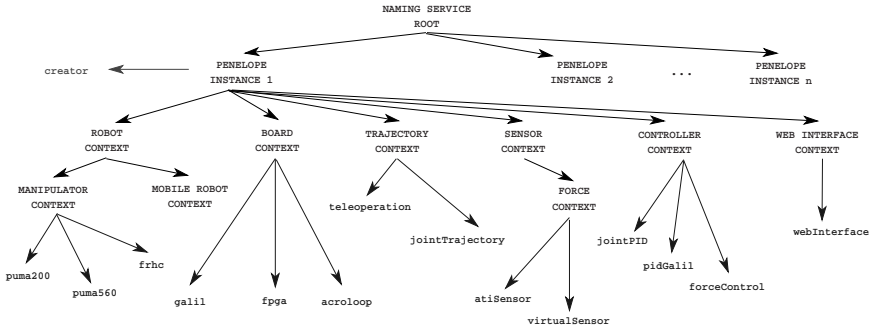 NAMING SERVICE
ROOT
creator
PENELOPE
INSTANCE 1
PENELOPE
INSTANCE 2
...
PENELOPE
INSTANCE n
ROBOT
CONTEXT
BOARD
CONTEXT
TRAJECTORY
CONTEXT
SENSOR
CONTEXT
CONTROLLER
CONTEXT
WEB INTERFACE
CONTEXT
MANIPULATOR
CONTEXT
MOBILE ROBOT
CONTEXT
FORCE
CONTEXT
teleoperation
jointTrajectory
jointPID
webInterface
puma200
puma560
frhc
pidGalil
forceControl
galil
fpga
acroloop
atiSensor
virtualSensor